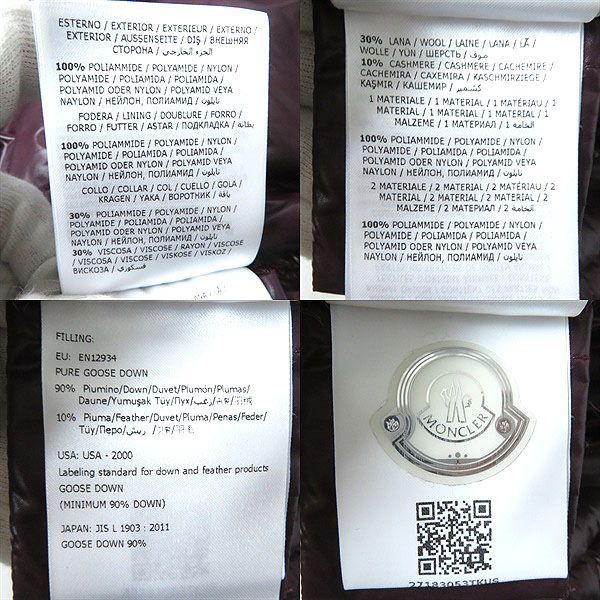 ESTERNO / EXTERIOR / EXTERIEUR / EXTERNO /
EXTERIOR / AUSSENSEITE / DIŞ / ВНЕШНЯЯ
СТОРОНА / الجزء الخارجي
100% POLIAMMIDE / POLYAMIDE / NYLON /
POLYAMIDE / POLIAMIDA / POLIAMIDA /
POLYAMID ODER NYLON / POLYAMID VEYA
NAYLON / НЕЙЛОН, ПОЛИАМИД / نايلون
FODERA / LINING / DOUBLURE / FORRO /
FORRO / FUTTER / ASTAR / ПОДКЛАДКА / بطانة
100% POLIAMMIDE / POLYAMIDE / NYLON /
POLYAMIDE / POLIAMIDA / POLIAMIDA /
POLYAMID ODER NYLON / POLYAMID VEYA
NAYLON / НЕЙЛОН, ПОЛИАМИД / نايلون
COLLO / COLLAR / COL / CUELLO / GOLA /
KRAGEN / YAKA / ВОРОТНИК / ياقة
30% POLIAMMIDE / POLYAMIDE / NYLON /
POLYAMIDE / POLIAMIDA / POLIAMIDA /
POLYAMID ODER NYLON / POLYAMID VEYA
NAYLON / НЕЙЛОН, ПОЛИАМИД / نايلون
30% VISCOSA / VISCOSE / RAYON / VISCOSE
/ VISCOSA / VISCOSE / VISKOSE / VISKOZ /
ВИСКОЗА / فسكوزي
30% LANA / WOOL / LAINE / LANA / LÃ /
WOLLE / YÜN / ШЕРСТЬ / صوف
10% CASHMERE / CASHMERE / CACHEMIRE /
CACHEMIRA / CAXEMIRA / KASCHMIRZIEGE /
KAŞMIR / КАШЕМИР / كشمير
1 MATERIALE / 1 MATERIAL / 1 MATÉRIAU / 1
MATERIAL / 1 MATERIAL / 1 MATERIAL / 1
MALZEME / 1 МАТЕРИАЛ / 1 الخامة
100% POLIAMMIDE / POLYAMIDE / NYLON /
POLYAMIDE / POLIAMIDA / POLIAMIDA /
POLYAMID ODER NYLON / POLYAMID VEYA
NAYLON / НЕЙЛОН, ПОЛИАМИД / نايلون
2 MATERIALE / 2 MATERIAL / 2 MATÉRIAU / 2
MATERIAL / 2 MATERIAL / 2 MATERIAL / 2
MALZEME / 2 МАТЕРИАЛ / 2 الخامة
100% POLIAMMIDE / POLYAMIDE / NYLON /
POLYAMIDE / POLIAMIDA / POLIAMIDA /
POLYAMID ODER NYLON / POLYAMID VEYA
NAYLON / НЕЙЛОН, ПОЛИАМИД / نايلون
FILLING:
EU: EN12934
PURE GOOSE DOWN
90% Piumino/Down/Duvet/Plumón/Plumas/
Daune/Yumuşak Tüy/Пух/زغب/
10% Piuma/Feather/Duvet/Pluma/Penas/Feder/
Tüy/Перо/ريش /
USA: USA - 2000
Labeling standard for down and feather products
GOOSE DOWN
(MINIMUM 90% DOWN)
JAPAN: JIS L 1903 : 2011
GOOSE DOWN 90%
MONCLER
27183053TKUS